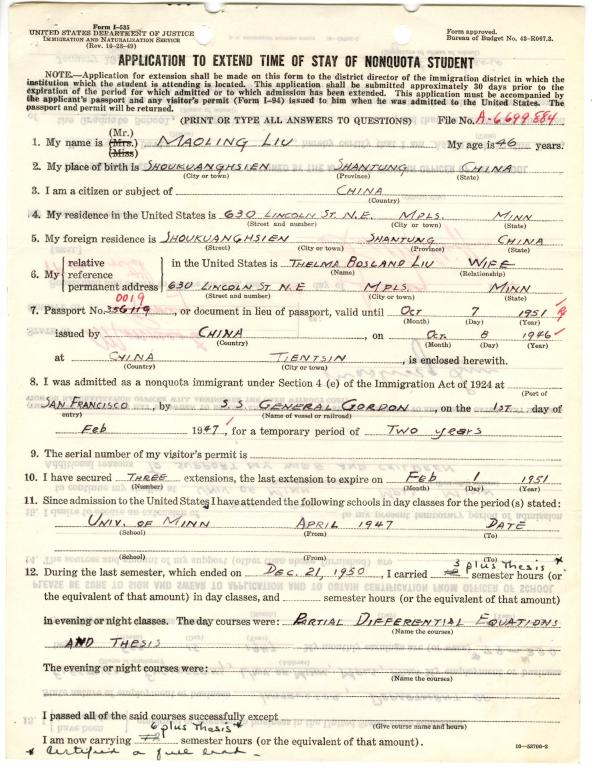 Form I-535
UNITED STATES DEPARTMENT OF JUSTICE
IMMIGRATION AND NATURALIZATION SERVICE
(Rev. 10-28-49)
Form approved.
Bureau of Budget No. 43-R067.3.
APPLICATION TO EXTEND TIME OF STAY OF NONQUOTA STUDENT
NOTE.—Application for extension shall be made on this form to the district director of the immigration district in which the
institution which the student is attending is located. This application shall be submitted approximately 30 days prior to the
expiration of the period for which admitted or to which admission has been extended. This application must be accompanied by
the applicant's passport and any visitor's permit (Form I-94) issued to him when he was admitted to the United States. The
passport and permit will be returned.
(PRINT OR TYPE ALL ANSWERS TO QUESTIONS) File No. A-6699884
(Mr.)
1. My name is (Mrs.) MAOLING LIU My age is 46 years.
(Miss)
2. My place of birth is SHOUKUANGHSIEN SHANTUNG CHINA
(City or town) (Province) (State)
3. I am a citizen or subject of CHINA
(Country)
4. My residence in the United States is 630 LINCOLN ST. N.E. MPLS. MINN
(Street and number) (City or town) (State)
5. My foreign residence is SHOUKUANGHSIEN SHANTUNG CHINA
(Street) (City or town) (State)
6. My relative reference permanent address in the United States is THELMA BOSLAND LIU WIFE
(Name) (Relationship)
630 LINCOLN ST. N.E MPLS. MINN
(Street and number) (City or town) (State)
0019
7. Passport No. 356119, or document in lieu of passport, valid until OCT 7 1951
(Month) (Day) (Year)
issued by CHINA, on OCT. 8 1946
(Country) (Month) (Day) (Year)
at CHINA TIENTSIN, is enclosed herewith.
(Country) (City or town)
8. I was admitted as a nonquota immigrant under Section 4 (e) of the Immigration Act of 1924 at
(Port of
SAN FRANCISCO, by S.S. GENERAL GORDON, on the 1ST day of
entry) (Name of vessel or railroad)
Feb 1947, for a temporary period of TWO years
9. The serial number of my visitor's permit is
10. I have secured THREE extensions, the last extension to expire on Feb 1 1951
(Number) (Month) (Day) (Year)
11. Since admission to the United States I have attended the following schools in day classes for the period(s) stated:
UNIV. OF MINN APRIL 1947 DATE
(School) (From) (To)
(School) (From) (To)
3 plus Thesis *
12. During the last semester, which ended on DEC. 21, 1950, I carried semester hours (or
the equivalent of that amount) in day classes, and semester hours (or the equivalent of that amount)
in evening or night classes. The day courses were: PARTIAL DIFFERENTIAL EQUATIONS
(Name the courses)
AND THESIS
The evening or night courses were:
(Name the courses)
I passed all of the said courses successfully except
(Give course name and hours)
6 plus Thesis *
I am now carrying semester hours (or the equivalent of that amount).
* Certified a full load. 16—53700-2